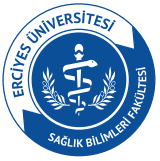 ERCİYES ÜNİVERSİTESİ
SAĞLIK BİLİMLERİ FAKÜLTESİ